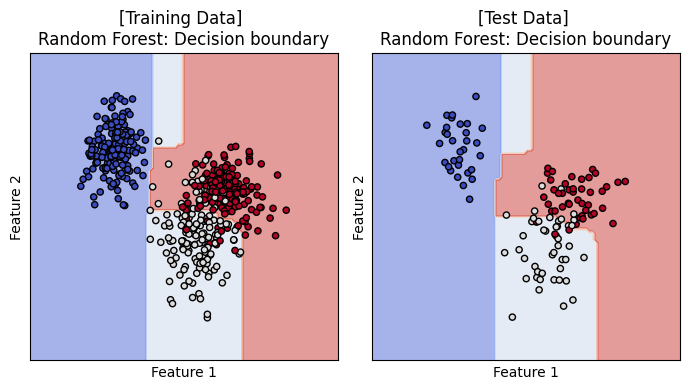 [Training Data]
Random Forest: Decision boundary
Feature 2
Feature 1
[Test Data]
Random Forest: Decision boundary
Feature 2
Feature 1